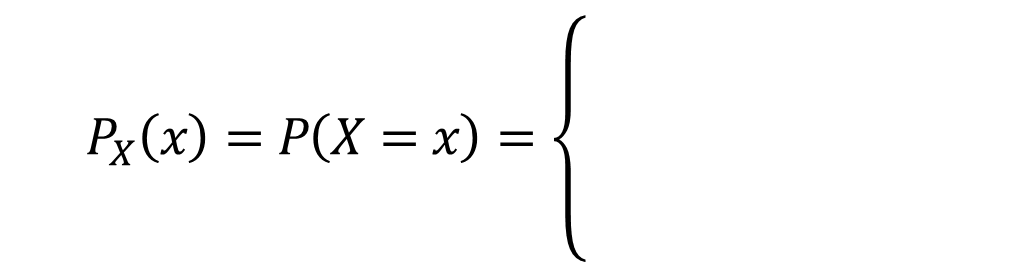 P_X(x) = P(X = x) = {